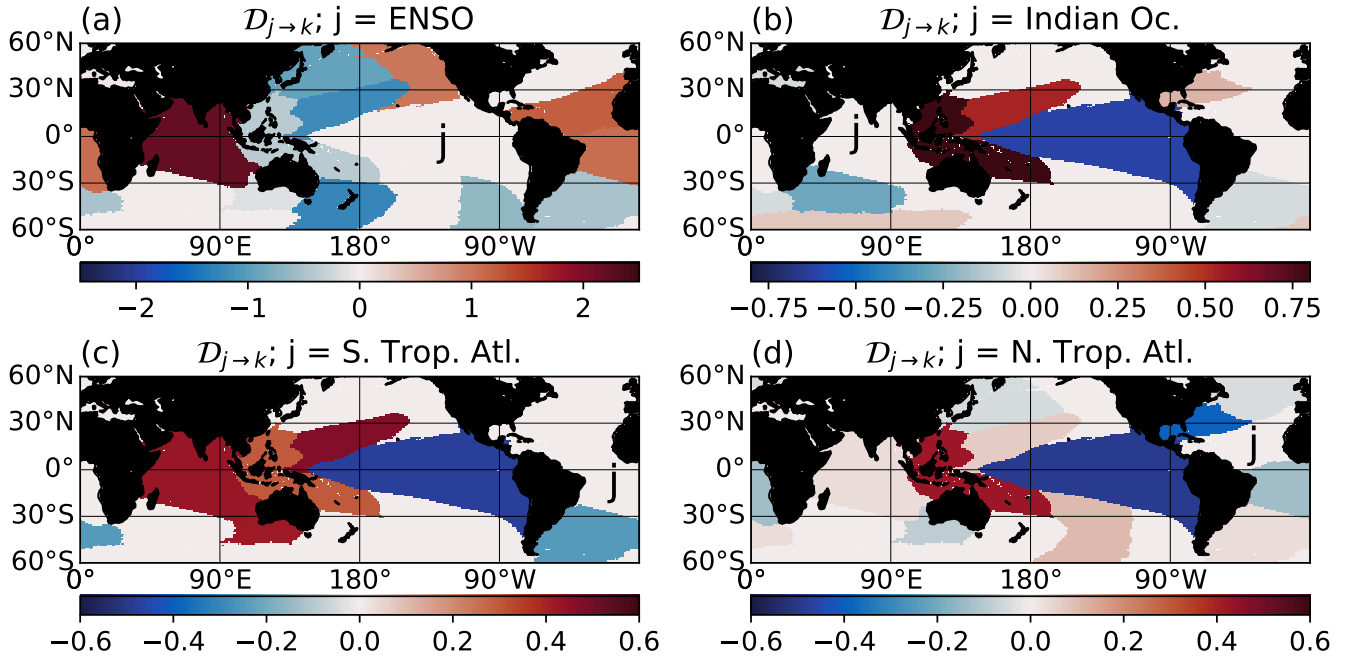 (a) 𝒟ⱼ→ₖ; j = ENSO
60°N
30°N
0°
30°S
60°S
j
0° 90°E 180° 90°W
−2 −1 0 1 2
(b) 𝒟ⱼ→ₖ; j = Indian Oc.
60°N
30°N
0°
30°S
60°S
j
0° 90°E 180° 90°W
−0.75 −0.50 −0.25 0.00 0.25 0.50 0.75
(c) 𝒟ⱼ→ₖ; j = S. Trop. Atl.
60°N
30°N
0°
30°S
60°S
j
0° 90°E 180° 90°W
−0.6 −0.4 −0.2 0.0 0.2 0.4 0.6
(d) 𝒟ⱼ→ₖ; j = N. Trop. Atl.
60°N
30°N
0°
30°S
60°S
j
0° 90°E 180° 90°W
−0.6 −0.4 −0.2 0.0 0.2 0.4 0.6